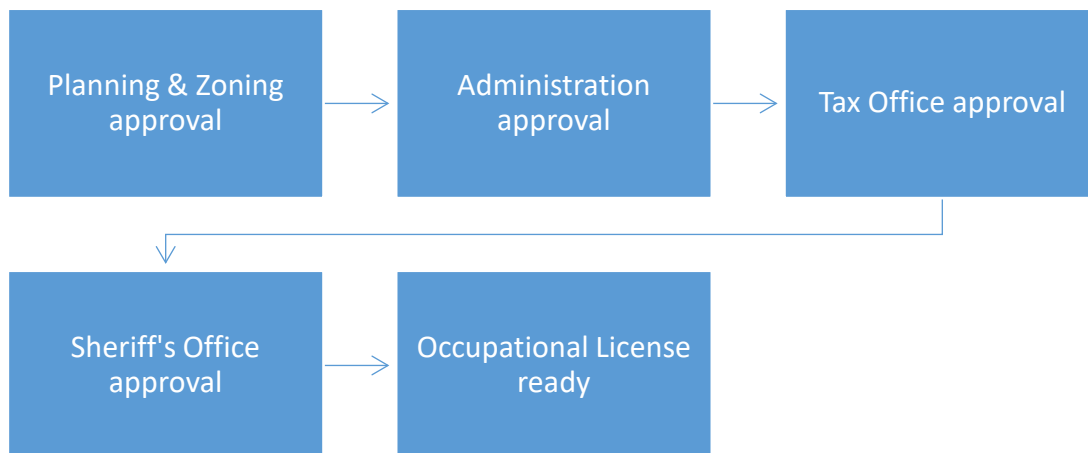 Planning & Zoning
approval
Administration
approval
Tax Office approval
Sheriff's Office
approval
Occupational License
ready